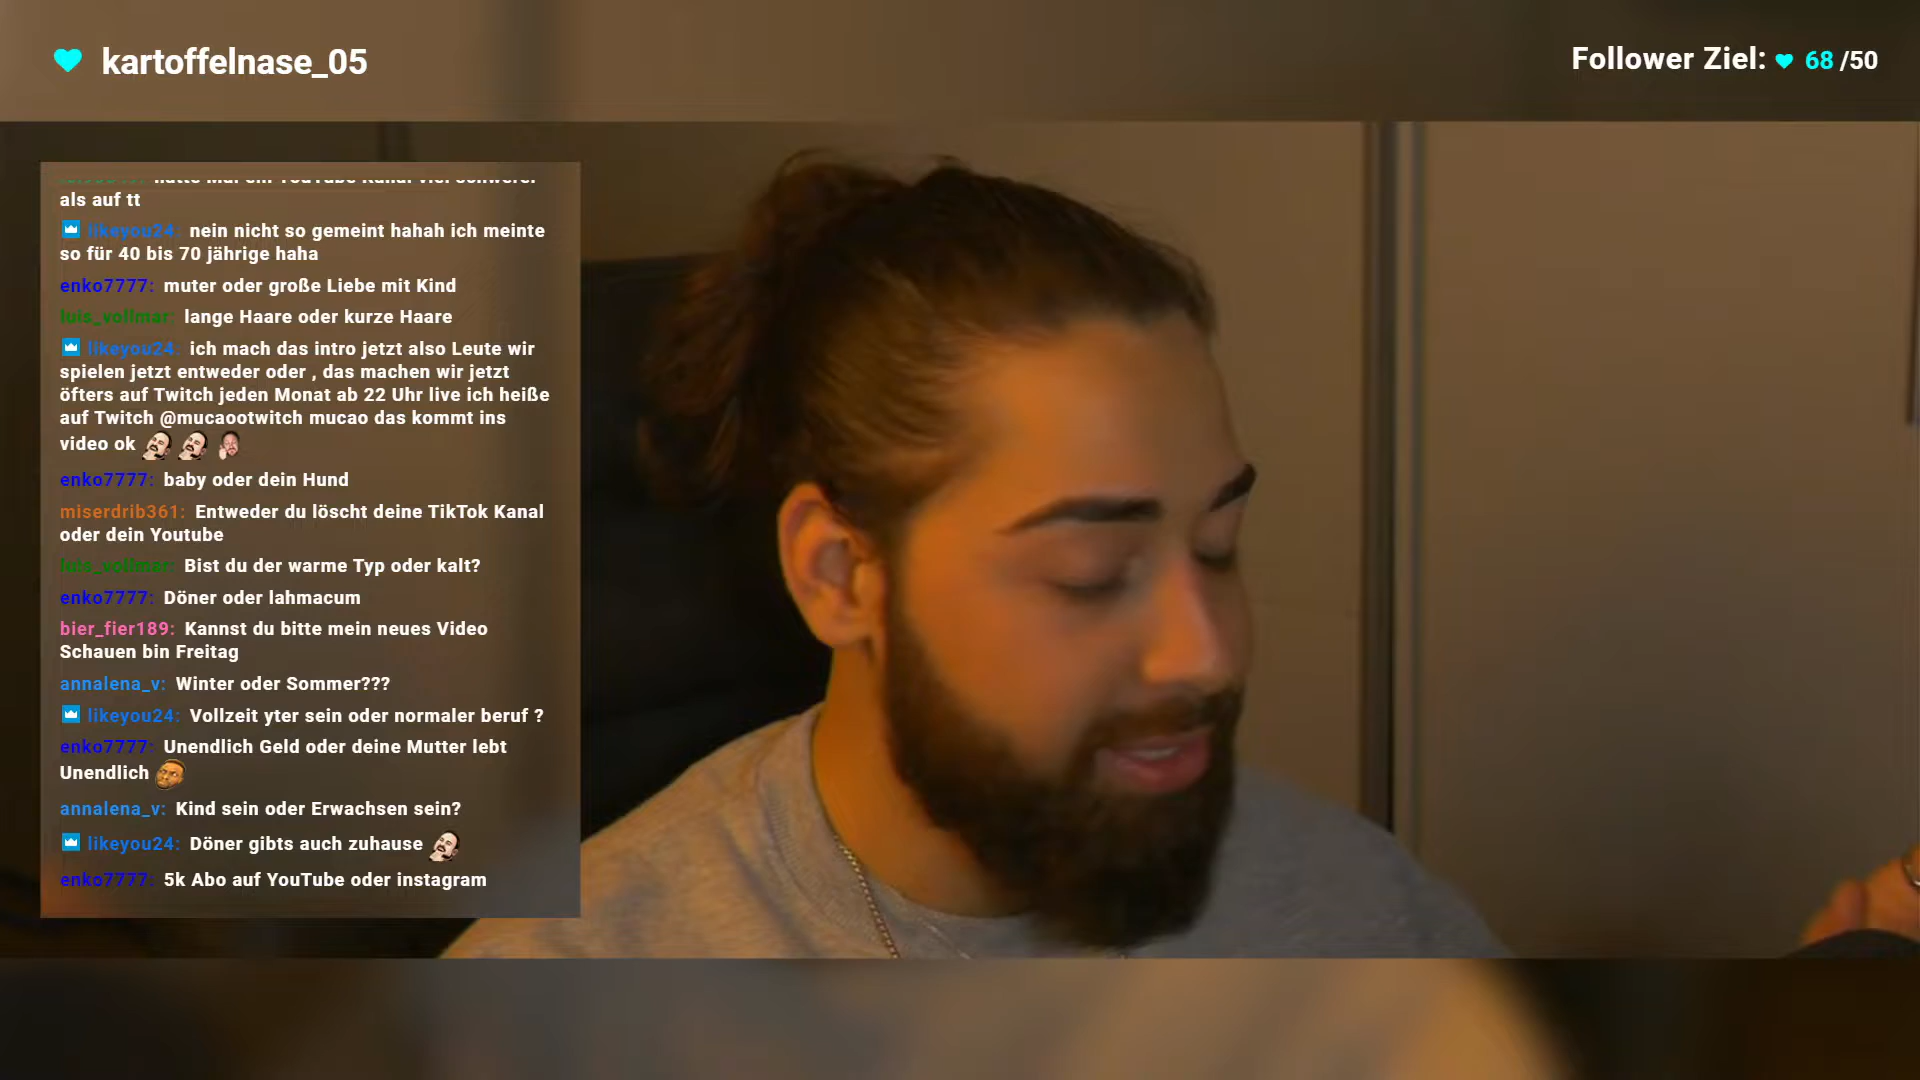 kartoffelnase_05
Follower Ziel: 68 /50
als auf tt
likeyou24: nein nicht so gemeint hahah ich meinte
so für 40 bis 70 jährige haha
enko7777: muter oder große Liebe mit Kind
luis_vollmar: lange Haare oder kurze Haare
likeyou24: ich mach das intro jetzt also Leute wir
spielen jetzt entweder oder , das machen wir jetzt
öfters auf Twitch jeden Monat ab 22 Uhr live ich heiße
auf Twitch @mucaootwitch mucao das kommt ins
video ok
enko7777: baby oder dein Hund
miserdrib361: Entweder du löscht deine TikTok Kanal
oder dein Youtube
luis_vollmar: Bist du der warme Typ oder kalt?
enko7777: Döner oder lahmacum
bier_fier189: Kannst du bitte mein neues Video
Schauen bin Freitag
annalena_v: Winter oder Sommer???
likeyou24: Vollzeit yter sein oder normaler beruf ?
enko7777: Unendlich Geld oder deine Mutter lebt
Unendlich
annalena_v: Kind sein oder Erwachsen sein?
likeyou24: Döner gibts auch zuhause
enko7777: 5k Abo auf YouTube oder instagram